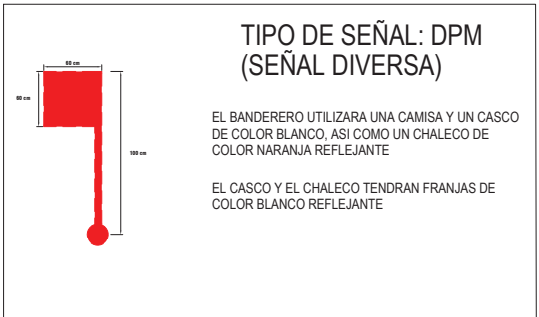 TIPO DE SEÑAL: DPM
(SEÑAL DIVERSA)
60 cm
60 cm
100 cm
EL BANDERERO UTILIZARA UNA CAMISA Y UN CASCO
DE COLOR BLANCO, ASI COMO UN CHALECO DE
COLOR NARANJA REFLEJANTE
EL CASCO Y EL CHALECO TENDRAN FRANJAS DE
COLOR BLANCO REFLEJANTE